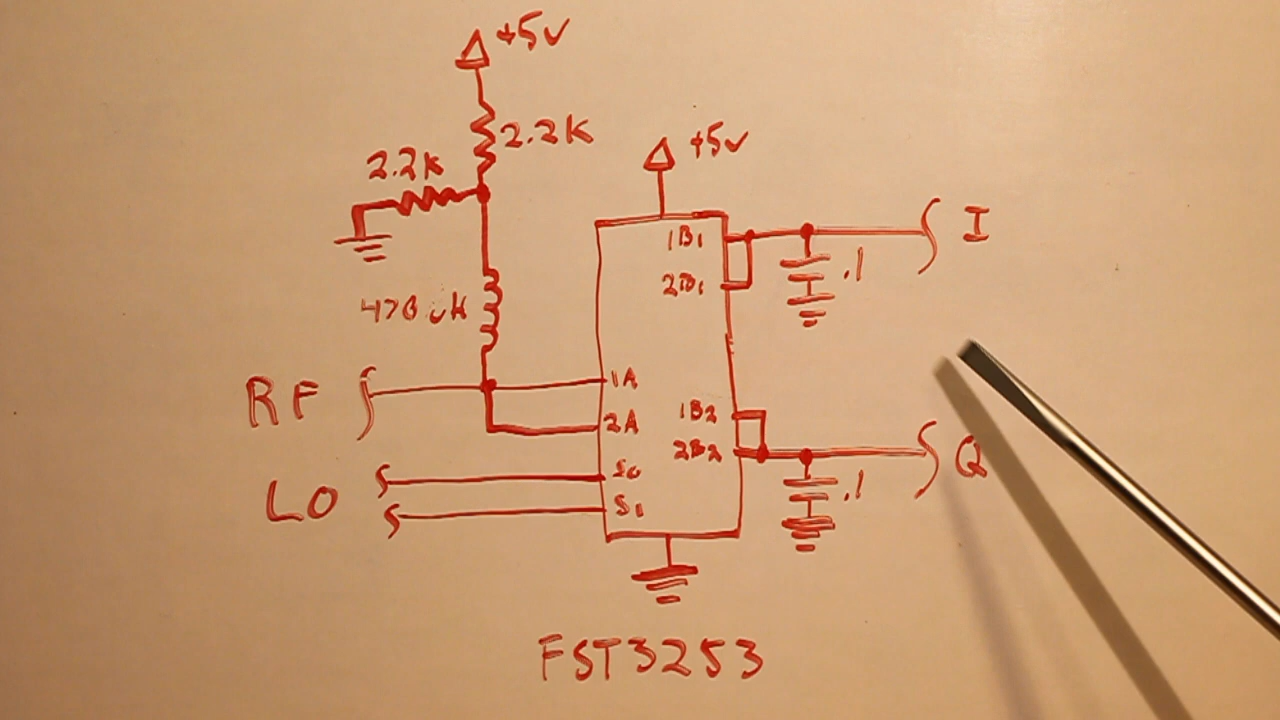 +5v
2.2K
2.2K
+5v
1B1
I
2B1
.1
RF
1A
2A
1B2
2B2
Q
LO
S0
.1
S1
FST3253